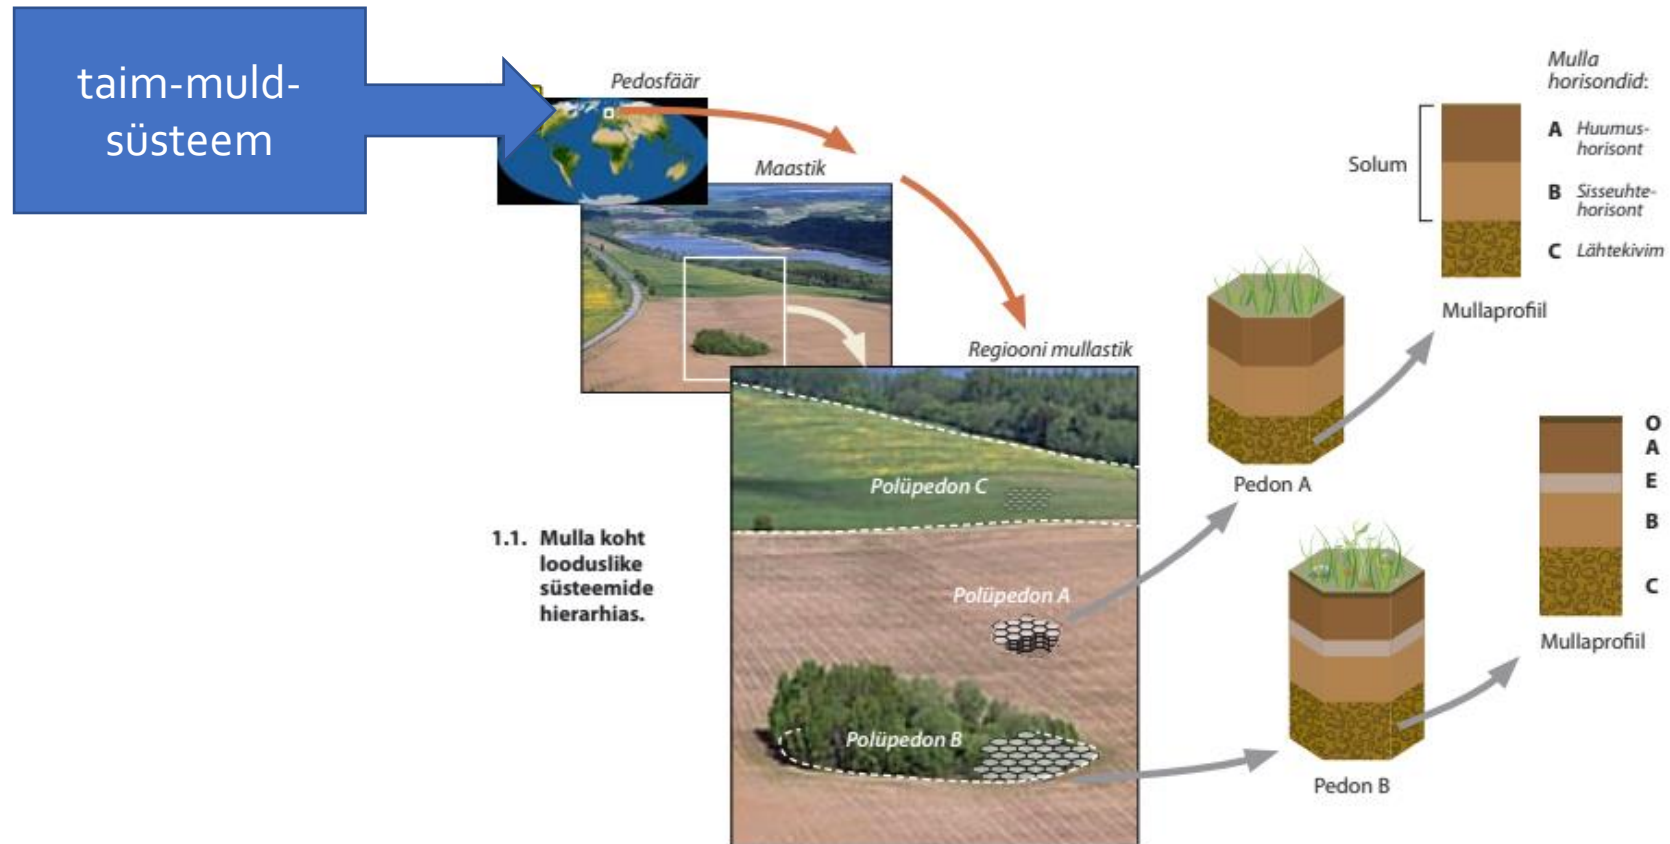 taim-muld-
süsteem
Pedosfäär
Maastik
Regiooni mullastik
1.1. Mulla koht
looduslike
süsteemide
hierarhias.
Polüpedon C
Polüpedon A
Polüpedon B
Pedon A
Pedon B
Mulla
horisondid:
Solum
A Huumus-
horisont
B Sisseuhte-
horisont
C Lähtekivim
Mullaprofiil
O
A
E
B
C
Mullaprofiil